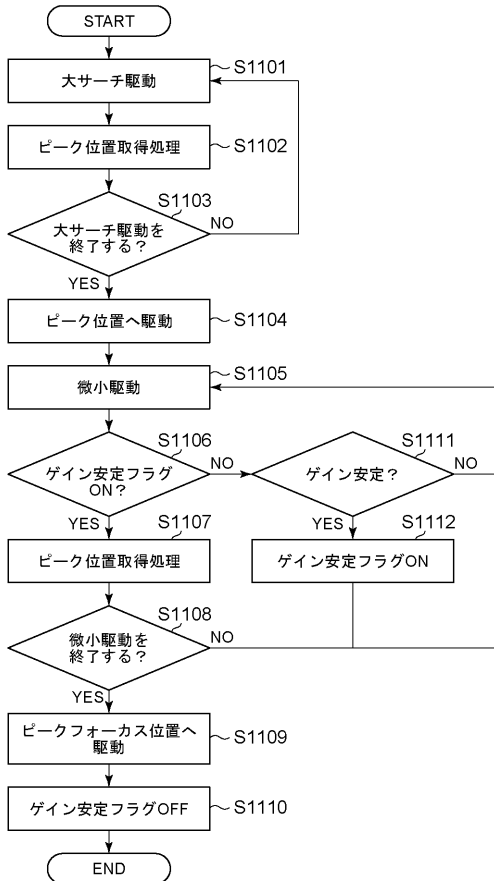 START
大サーチ駆動
S1101
ピーク位置取得処理
S1102
S1103
大サーチ駆動を
終了する？
NO
YES
ピーク位置へ駆動
S1104
微小駆動
S1105
S1106
ゲイン安定フラグ
ON？
NO
YES
S1111
ゲイン安定？
NO
YES
S1107
ピーク位置取得処理
S1112
ゲイン安定フラグON
S1108
微小駆動を
終了する？
NO
YES
ピークフォーカス位置へ
駆動
S1109
ゲイン安定フラグOFF
S1110
END